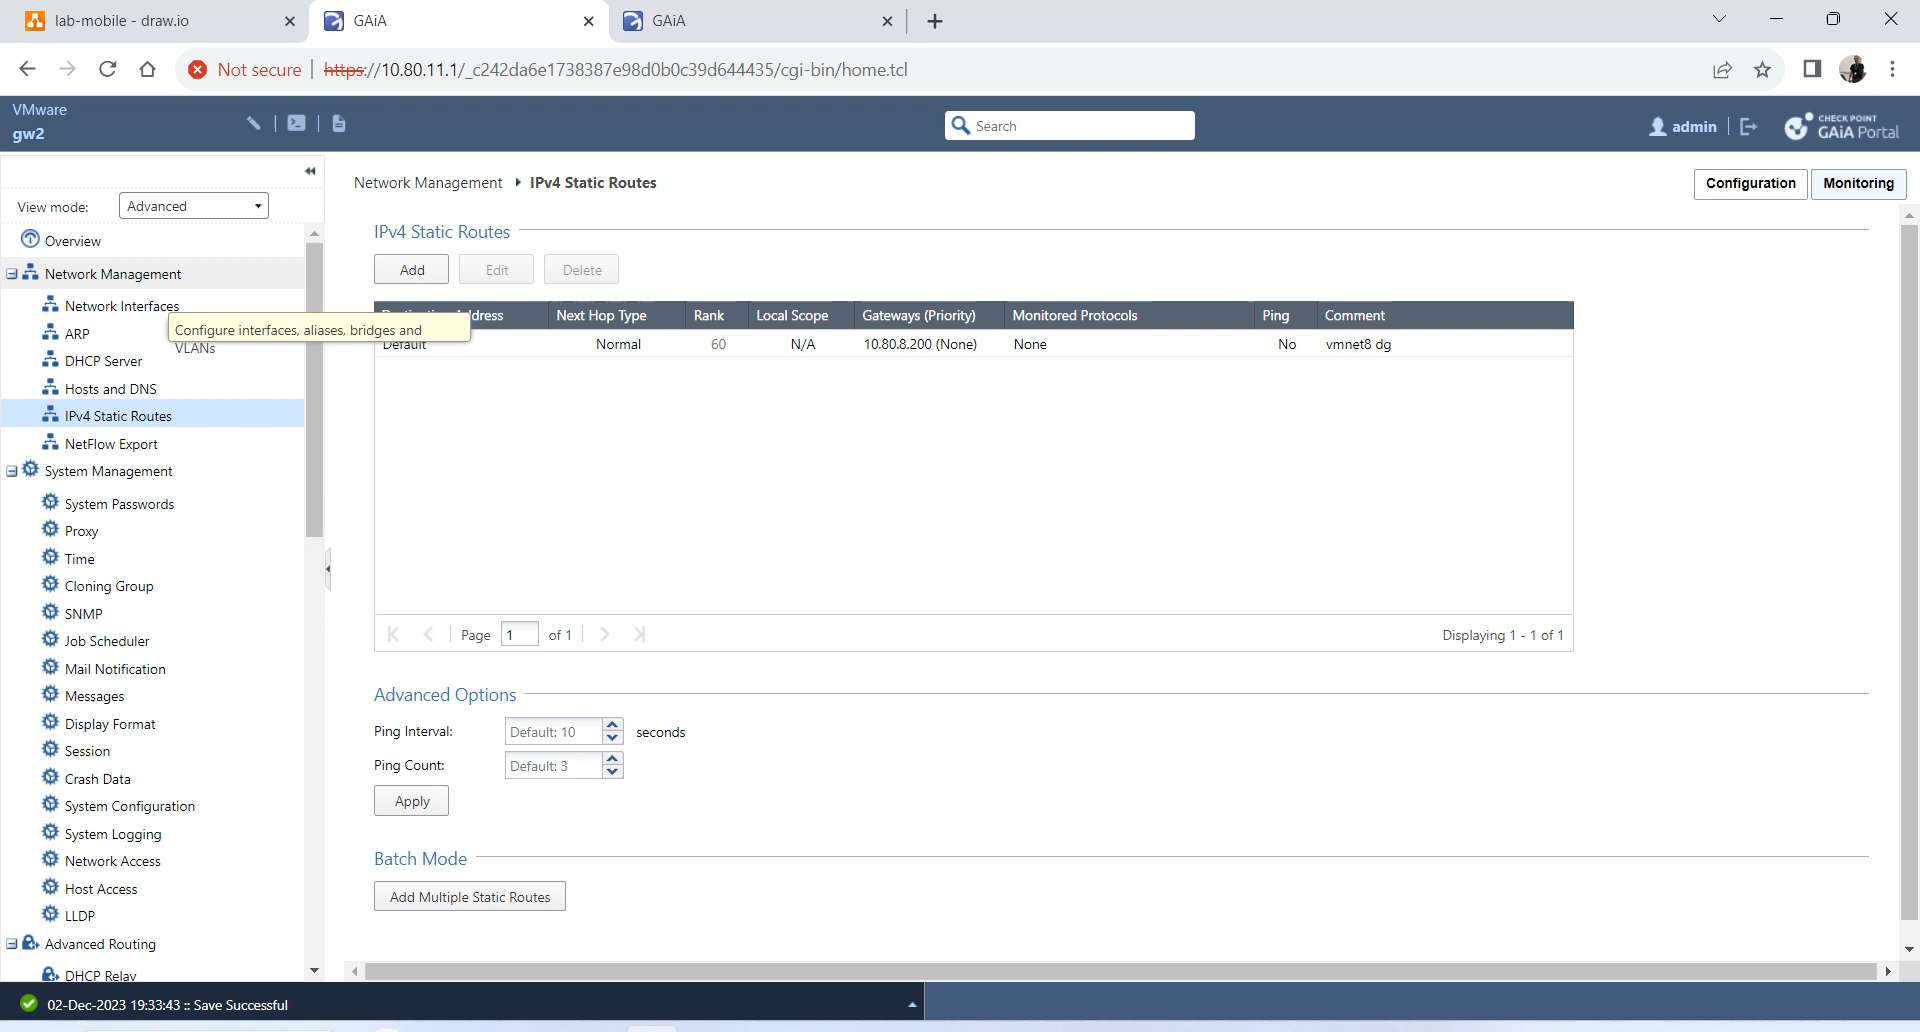 lab-mobile - draw.io
GAiA
GAiA
Not secure
https://10.80.11.1/_c242da6e1738387e98d0b0c39d644435/cgi-bin/home.tcl
VMware
gw2
Search
admin
CHECK POINT
GAiA Portal
Network Management
IPv4 Static Routes
Configuration
Monitoring
View mode:
Advanced
Overview
Network Management
Network Interfaces
ARP
Configure interfaces, aliases, bridges and
VLANs
DHCP Server
Hosts and DNS
IPv4 Static Routes
NetFlow Export
System Management
System Passwords
Proxy
Time
Cloning Group
SNMP
Job Scheduler
Mail Notification
Messages
Display Format
Session
Crash Data
System Configuration
System Logging
Network Access
Host Access
LLDP
Advanced Routing
DHCP Relay
IPv4 Static Routes
Add
Edit
Delete
Destination Address Next Hop Type Rank Local Scope Gateways (Priority) Monitored Protocols Ping Comment
Default Normal 60 N/A 10.80.8.200 (None) None No vmnet8 dg
Page 1 of 1
Displaying 1 - 1 of 1
Advanced Options
Ping Interval: Default: 10 seconds
Ping Count: Default: 3
Apply
Batch Mode
Add Multiple Static Routes
02-Dec-2023 19:33:43 :: Save Successful